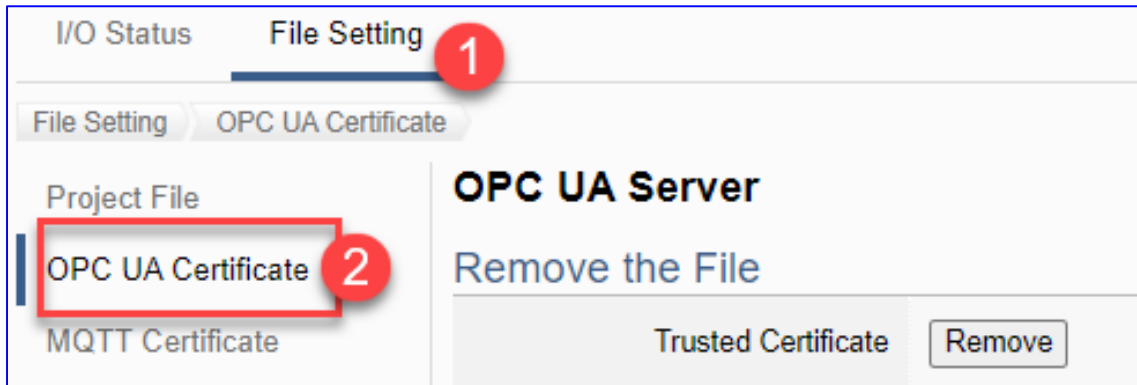 I/O Status File Setting 1
File Setting OPC UA Certificate
Project File
OPC UA Certificate 2
MQTT Certificate
OPC UA Server
Remove the File
Trusted Certificate Remove